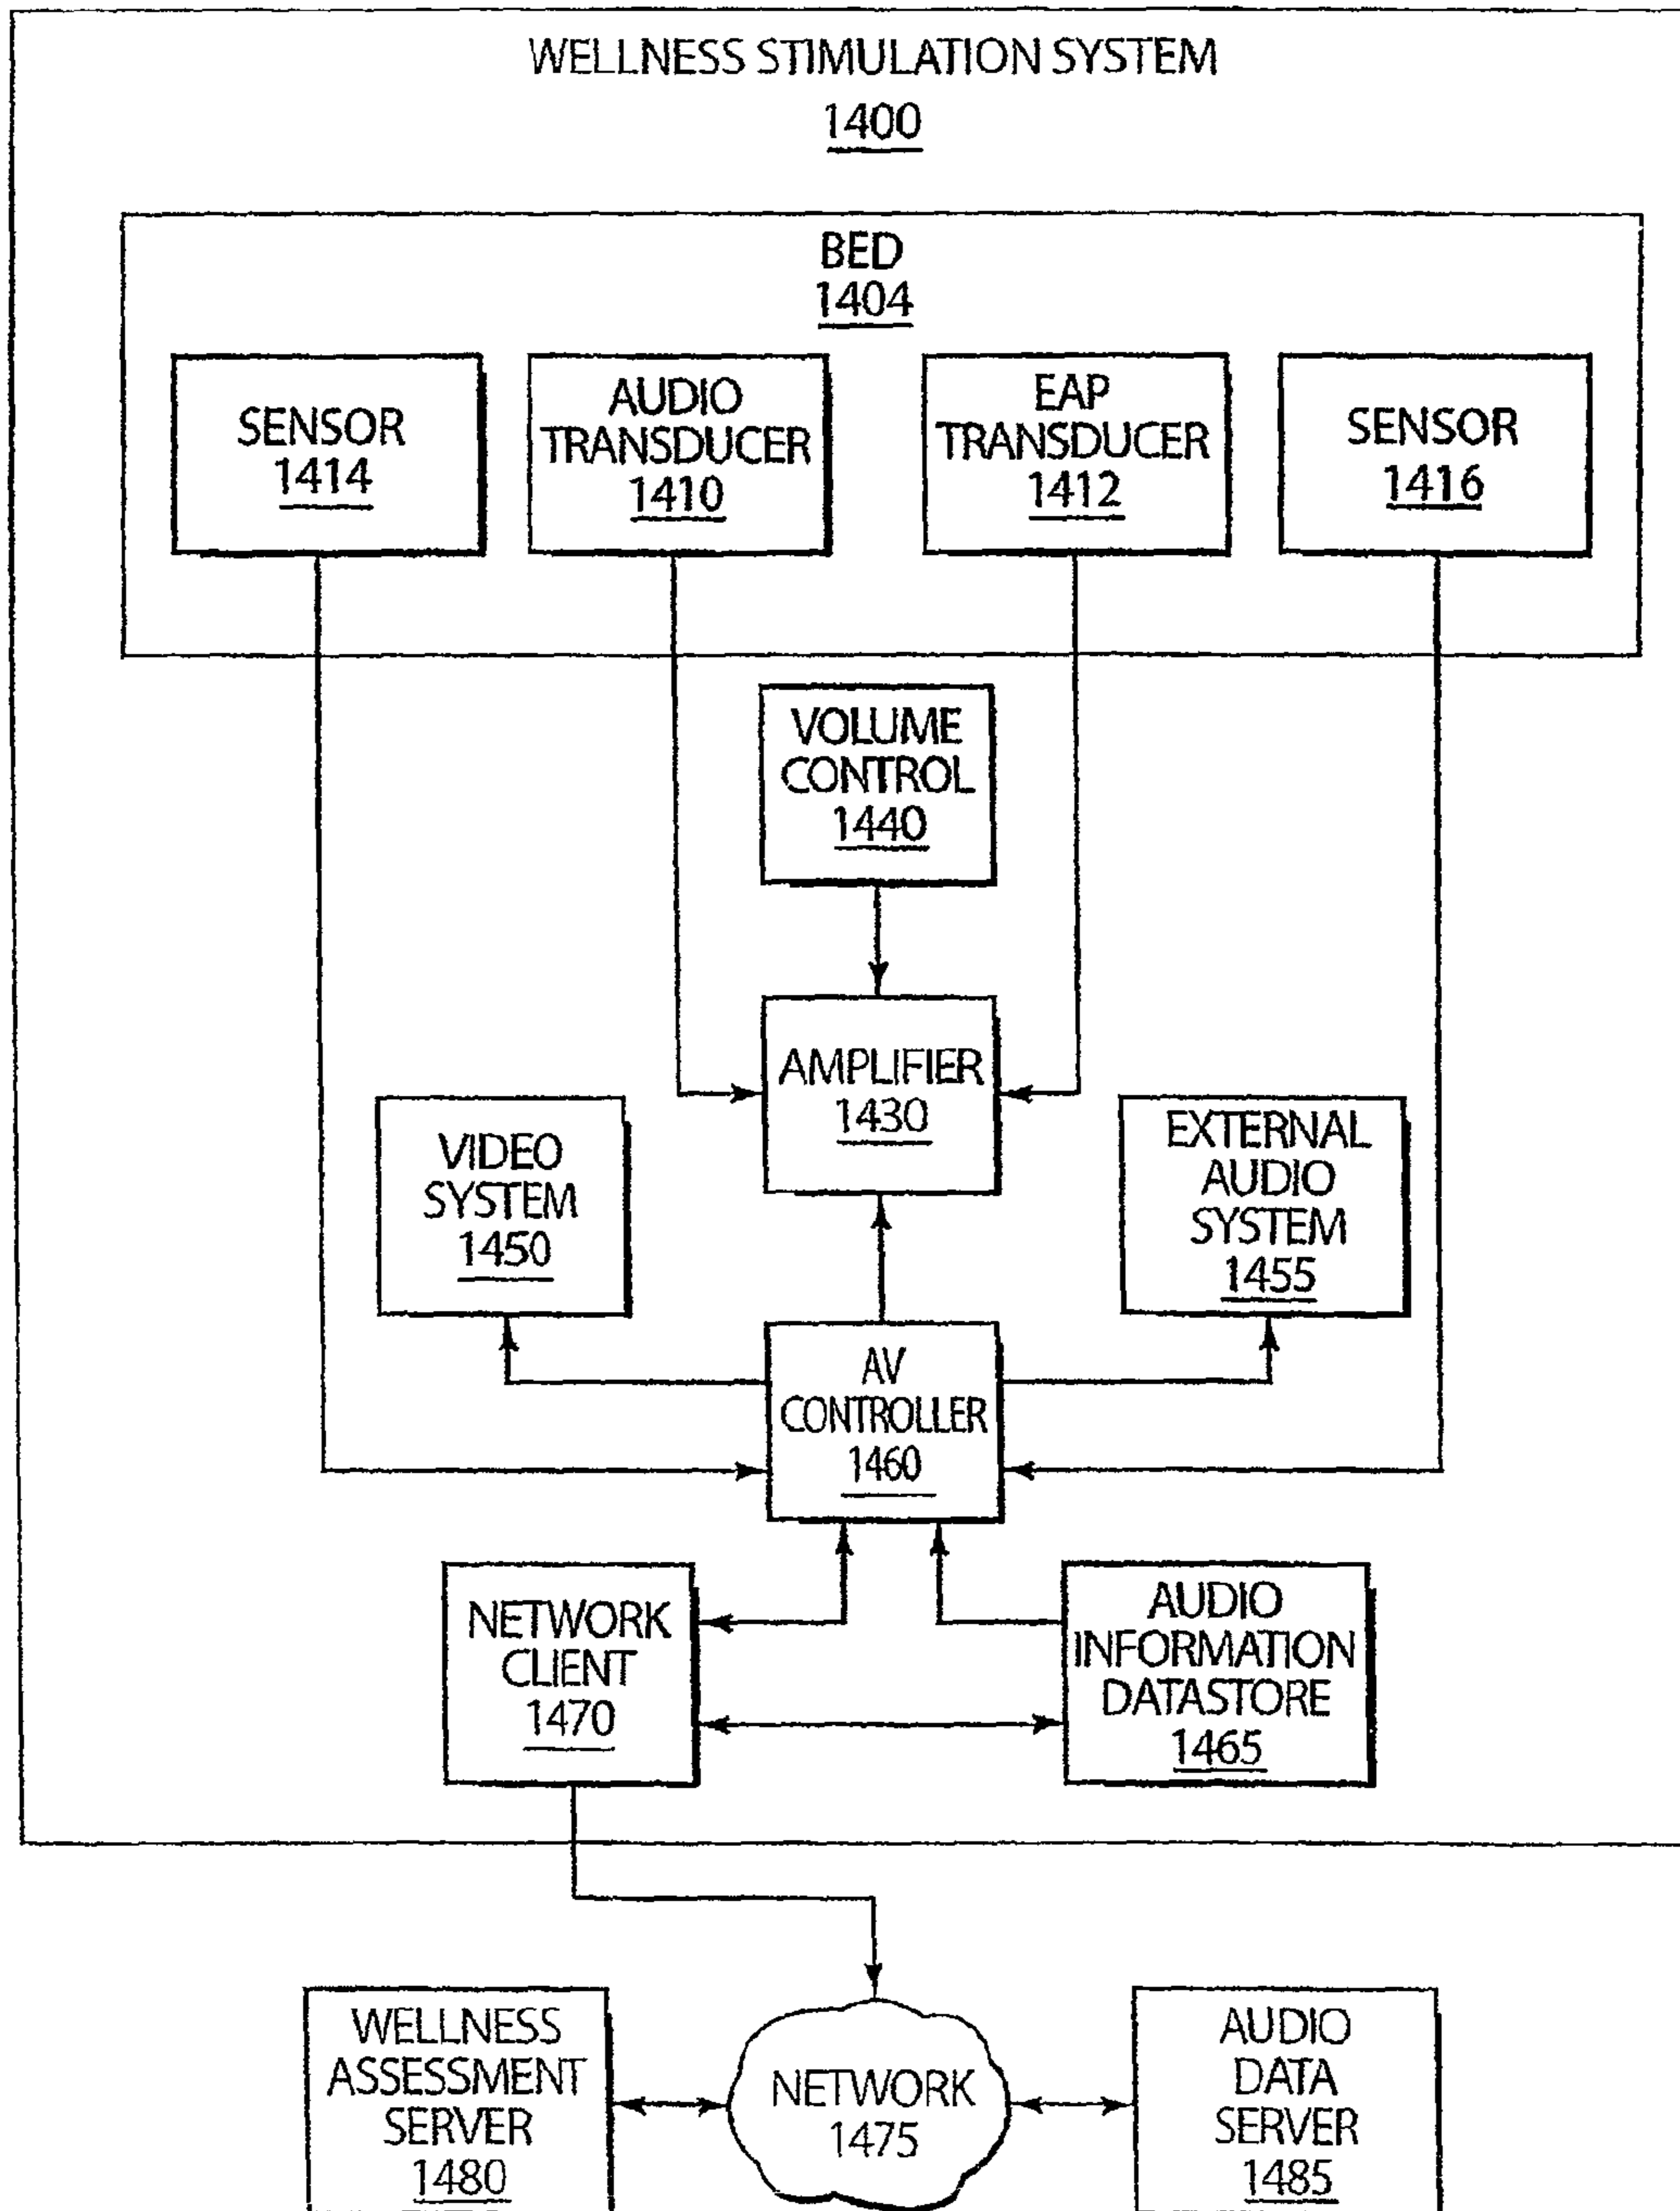 WELLNESS STIMULATION SYSTEM
1400
BED
1404
SENSOR
1414
AUDIO
TRANSDUCER
1410
EAP
TRANSDUCER
1412
SENSOR
1416
VOLUME
CONTROL
1440
AMPLIFIER
1430
VIDEO
SYSTEM
1450
EXTERNAL
AUDIO
SYSTEM
1455
AV
CONTROLLER
1460
NETWORK
CLIENT
1470
AUDIO
INFORMATION
DATASTORE
1465
WELLNESS
ASSESSMENT
SERVER
1480
NETWORK
1475
AUDIO
DATA
SERVER
1485